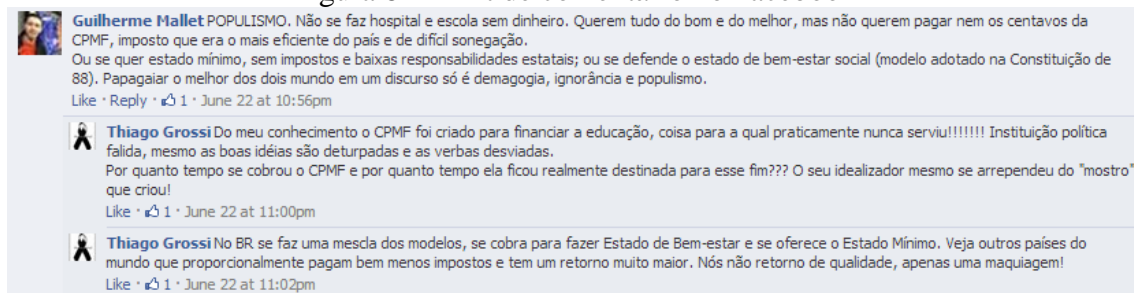 Guilherme Mallet POPULISMO. Não se faz hospital e escola sem dinheiro. Querem tudo do bom e do melhor, mas não querem pagar nem os centavos da
CPMF, imposto que era o mais eficiente do país e de difícil sonegação.
Ou se quer estado mínimo, sem impostos e baixas responsabilidades estatais; ou se defende o estado de bem-estar social (modelo adotado na Constituição de
88). Papagaiar o melhor dos dois mundo em um discurso só é demagogia, ignorância e populismo.
Like · Reply · 1 · June 22 at 10:56pm
Thiago Grossi Do meu conhecimento o CPMF foi criado para financiar a educação, coisa para a qual praticamente nunca serviu!!!!!!! Instituição política
falida, mesmo as boas idéias são deturpadas e as verbas desviadas.
Por quanto tempo se cobrou o CPMF e por quanto tempo ela ficou realmente destinada para esse fim??? O seu idealizador mesmo se arrependeu do "mostro"
que criou!
Like · 1 · June 22 at 11:00pm
Thiago Grossi No BR se faz uma mescla dos modelos, se cobra para fazer Estado de Bem-estar e se oferece o Estado Mínimo. Veja outros países do
mundo que proporcionalmente pagam bem menos impostos e tem um retorno muito maior. Nós não retorno de qualidade, apenas uma maquiagem!
Like · 1 · June 22 at 11:02pm